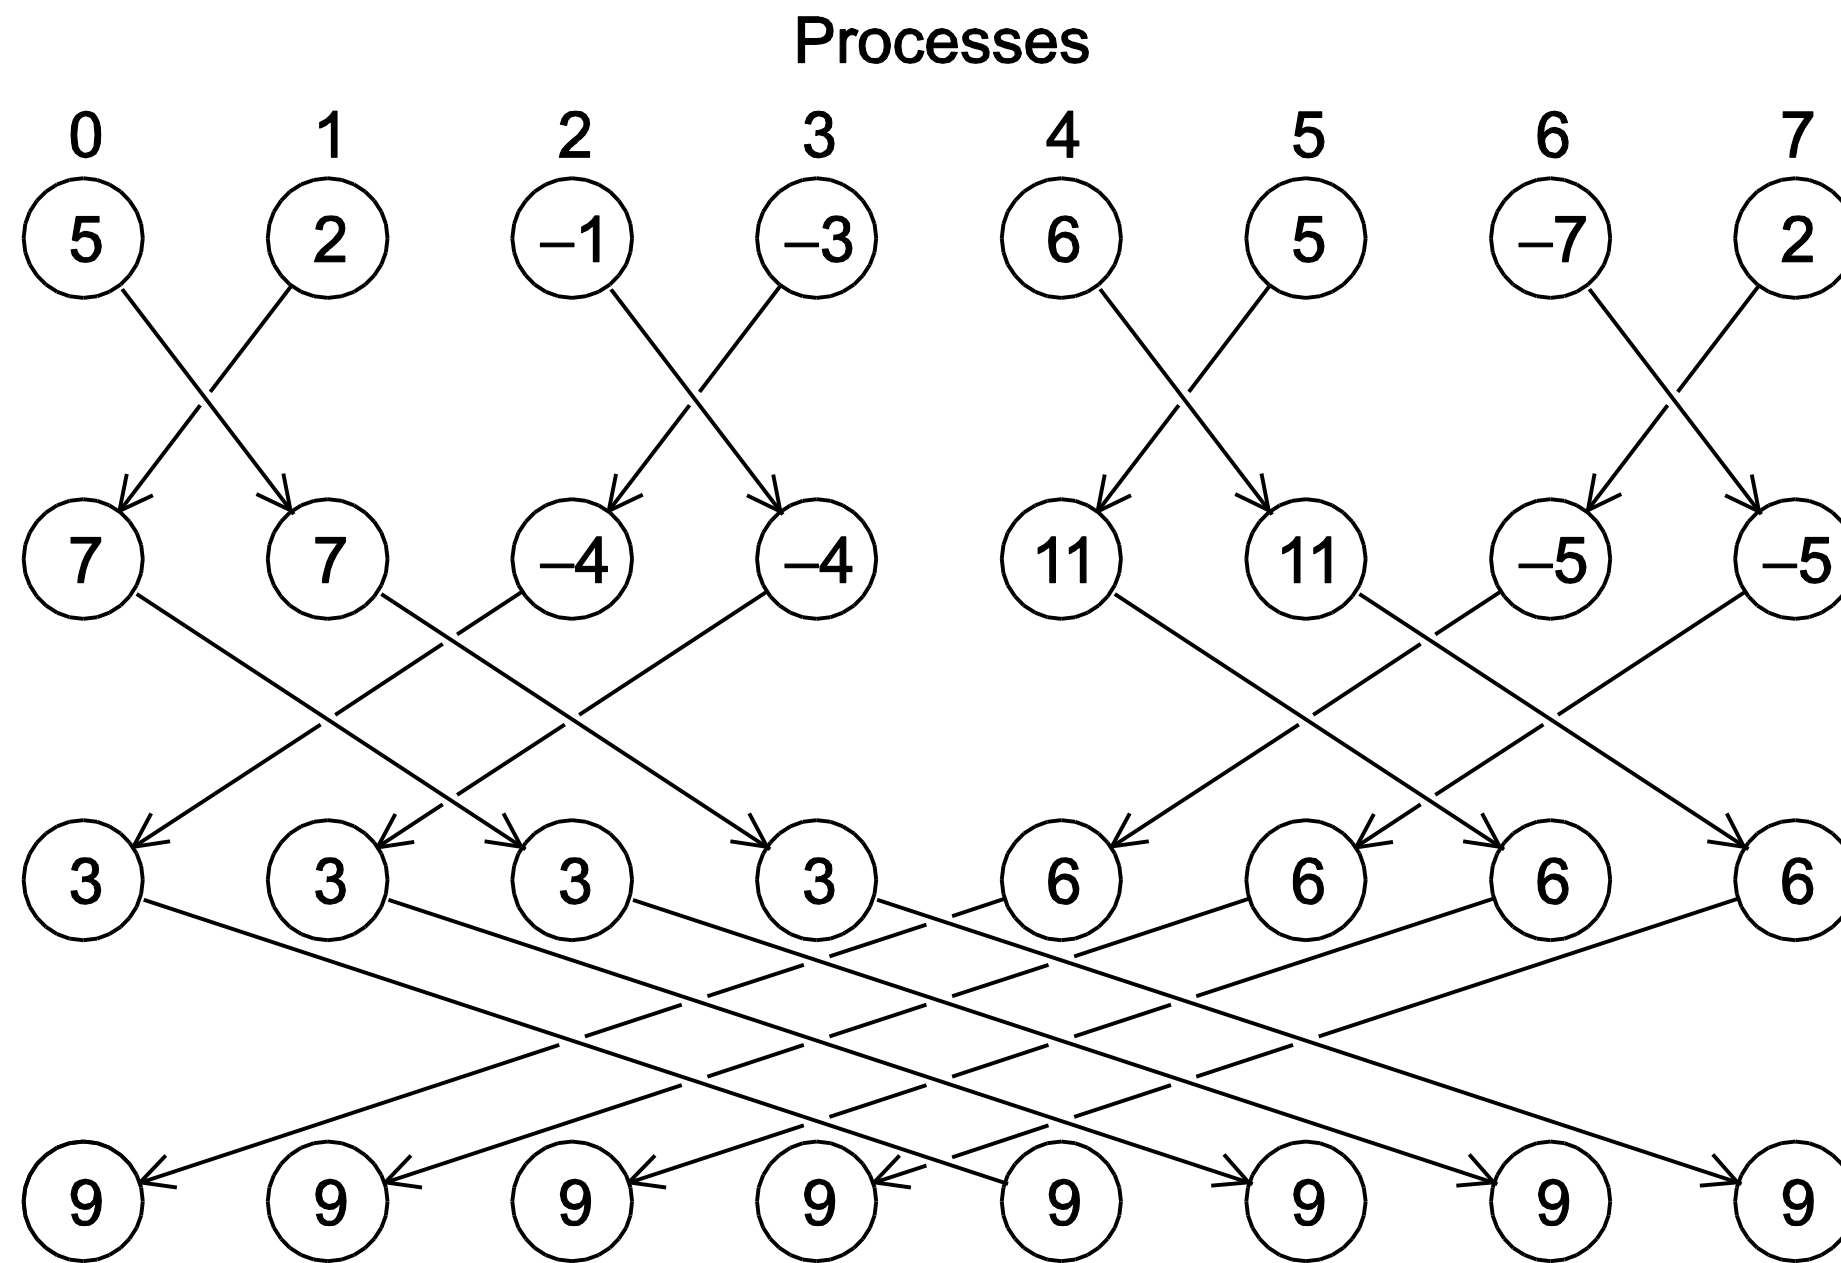 Processes
0 1 2 3 4 5 6 7
5 2 –1 –3 6 5 –7 2
7 7 –4 –4 11 11 –5 –5
3 3 3 3 6 6 6 6
9 9 9 9 9 9 9 9